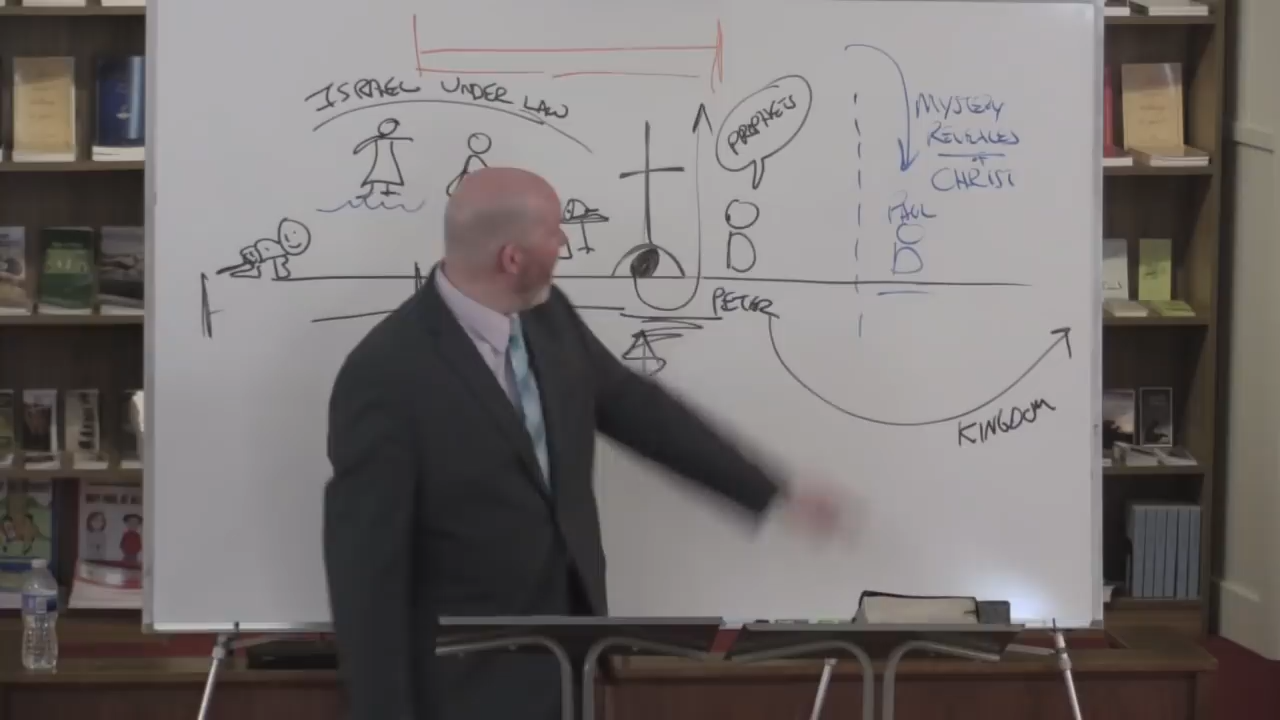 ISRAEL UNDER LAW
PROPHETS
MYSTERY
REVEALED
of
CHRIST
PAUL
PETER
KINGDOM